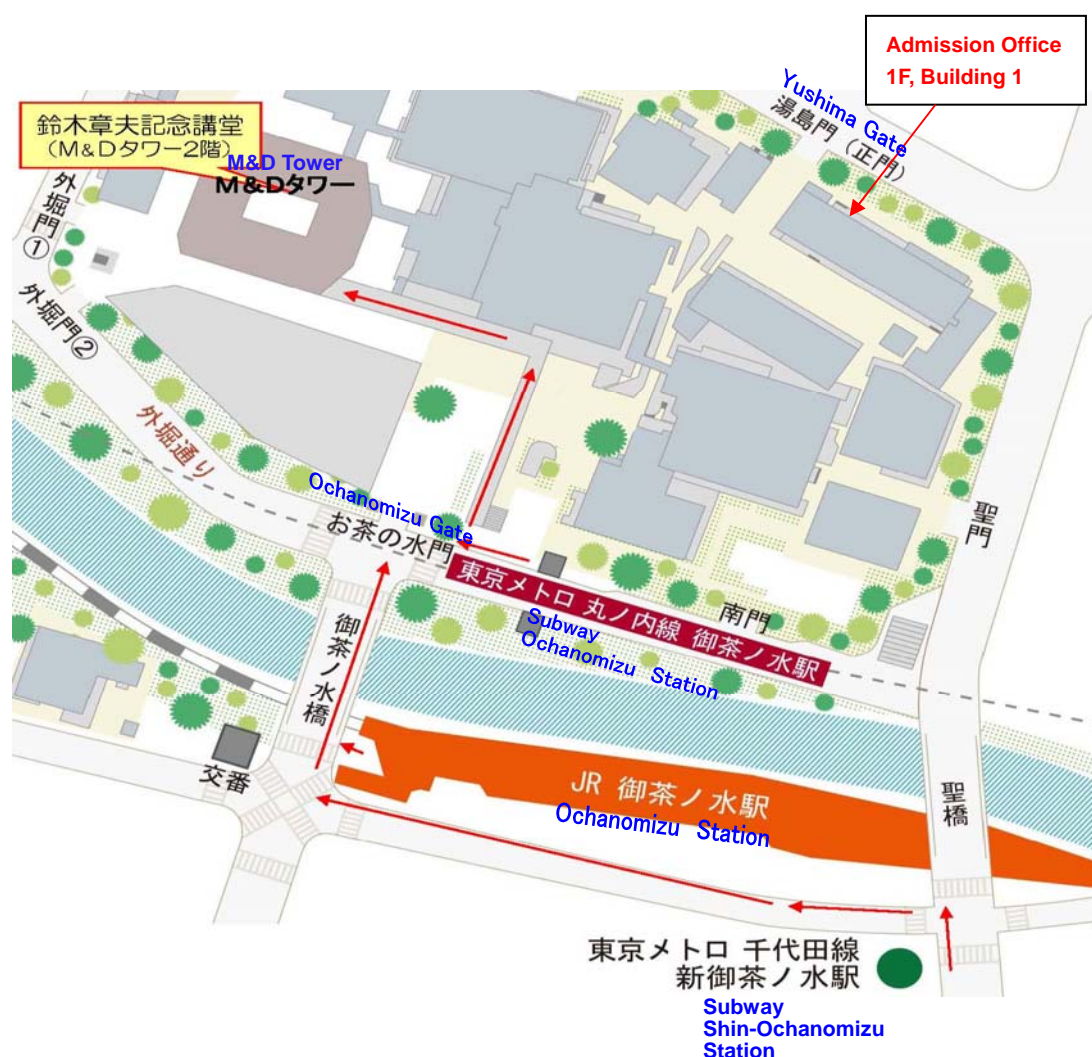 Admission Office
1F, Building 1
Yushima Gate
湯島門(正門)
鈴木章夫記念講堂
(M&Dタワー2階)
M&D Tower
M&Dタワー
外堀門①
外堀門②
外堀通り
Ochanomizu Gate
お茶の水門
東京メトロ 丸ノ内線 御茶ノ水駅
Subway
Ochanomizu Station
南門
聖門
御茶ノ水橋
交番
JR 御茶ノ水駅
Ochanomizu Station
聖橋
東京メトロ 千代田線
新御茶ノ水駅
Subway
Shin-Ochanomizu
Station